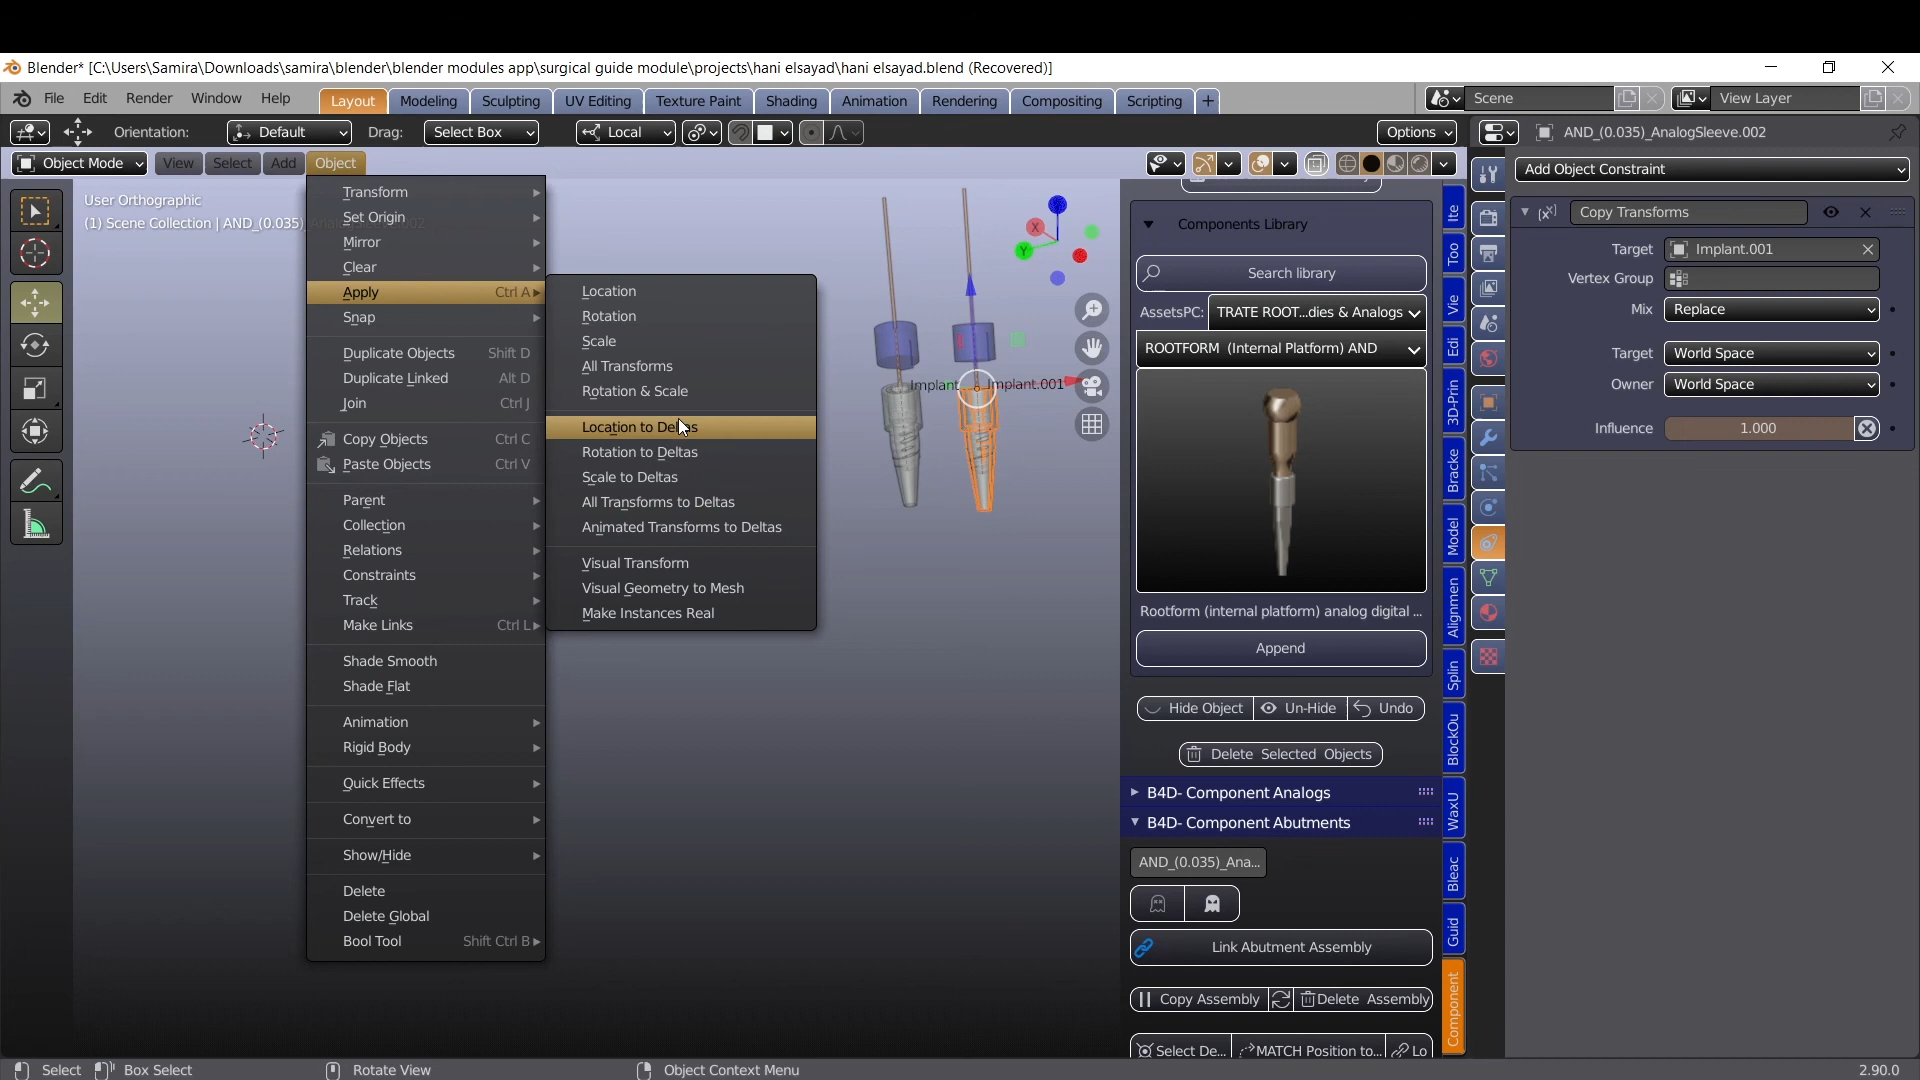 Blender* [C:\Users\Samira\Downloads\samira\blender\blender modules app\surgical guide module\projects\hani elsayad\hani elsayad.blend (Recovered)]
File Edit Render Window Help Layout Modeling Sculpting UV Editing Texture Paint Shading Animation Rendering Compositing Scripting + Scene View Layer
Orientation: Default Drag: Select Box Local Options AND_(0.035)_AnalogSleeve.002
Object Mode View Select Add Object
Add Object Constraint
User Orthographic
(1) Scene Collection | AND_(0.035)
Transform
Set Origin
Mirror
Clear
Apply Ctrl A
Snap
Duplicate Objects Shift D
Duplicate Linked Alt D
Join Ctrl J
Copy Objects Ctrl C
Paste Objects Ctrl V
Parent
Collection
Relations
Constraints
Track
Make Links Ctrl L
Shade Smooth
Shade Flat
Animation
Rigid Body
Quick Effects
Convert to
Show/Hide
Delete
Delete Global
Bool Tool Shift Ctrl B
Location
Rotation
Scale
All Transforms
Rotation & Scale
Location to Deltas
Rotation to Deltas
Scale to Deltas
All Transforms to Deltas
Animated Transforms to Deltas
Visual Transform
Visual Geometry to Mesh
Make Instances Real
X
Y
Implant
Implant.001
Components Library
Search library
AssetsPC: TRATE ROOT...dies & Analogs
ROOTFORM (Internal Platform) AND
Rootform (internal platform) analog digital ...
Append
Hide Object Un-Hide Undo
Delete Selected Objects
B4D- Component Analogs
B4D- Component Abutments
AND_(0.035)_Ana...
Link Abutment Assembly
Copy Assembly Delete Assembly
Select De... MATCH Position to... Lo
Ite
Too
Vie
Edi
3D-Prin
Bracke
Model
Alignmen
Splin
BlockOu
WaxU
Bleac
Guid
Component
Copy Transforms
Target Implant.001
Vertex Group
Mix Replace
Target World Space
Owner World Space
Influence 1.000
Select Box Select Rotate View Object Context Menu 2.90.0